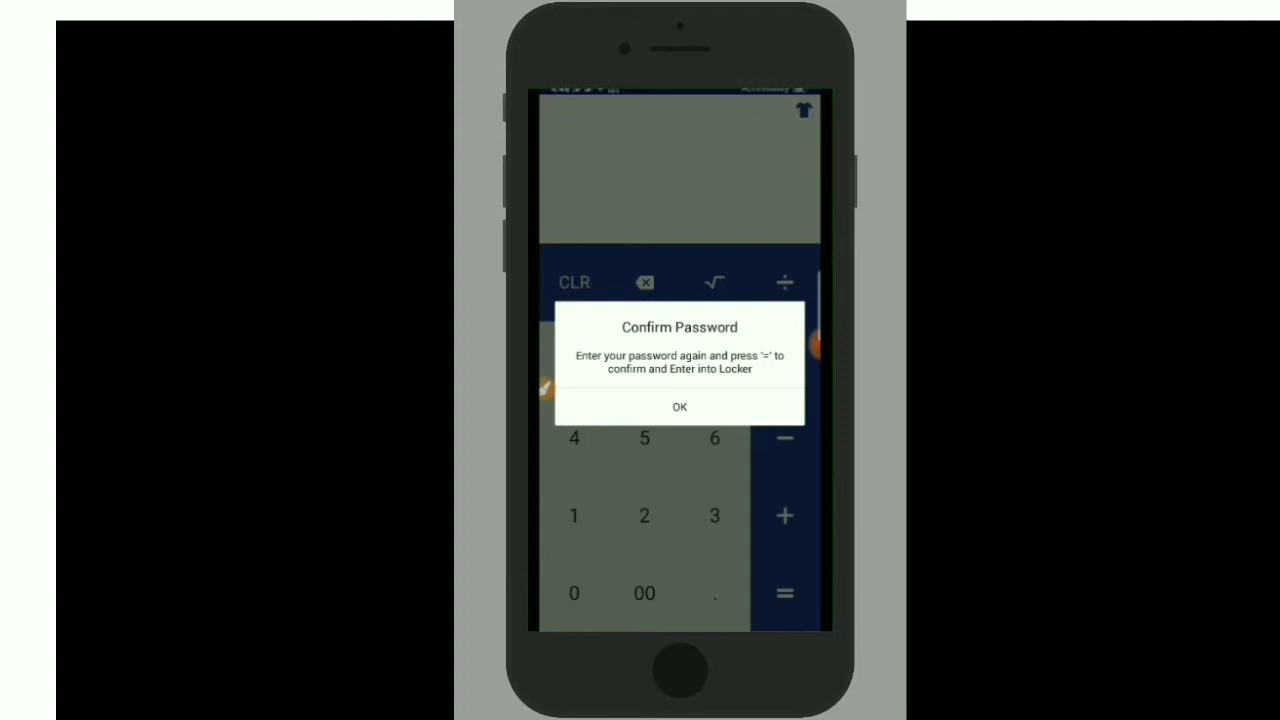 CLR √ ÷
Confirm Password
Enter your password again and press '=' to
confirm and Enter into Locker
OK
4 5 6 −
1 2 3 +
0 00 . =